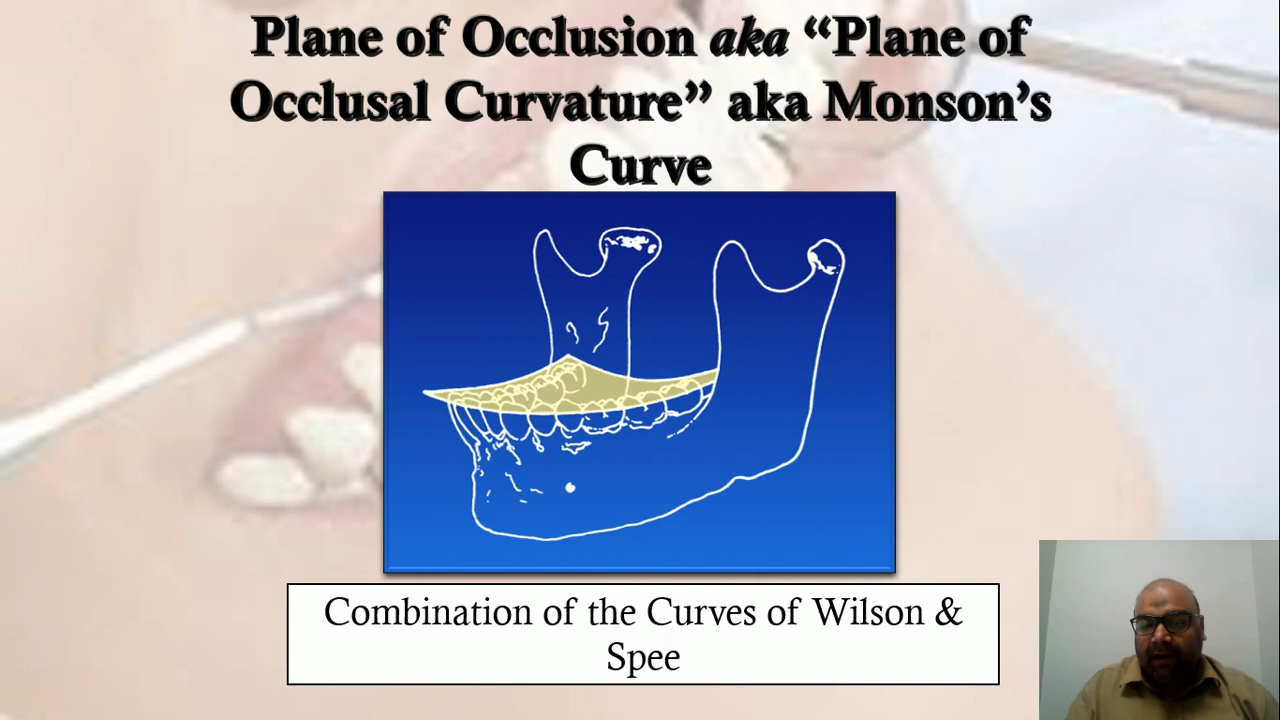 Plane of Occlusion aka “Plane of
Occlusal Curvature” aka Monson’s
Curve
Combination of the Curves of Wilson &
Spee